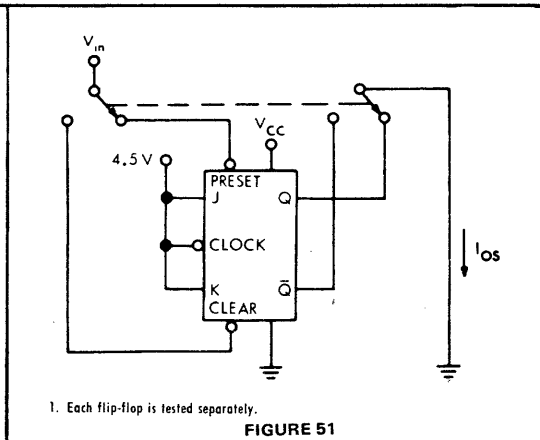 V_in
V_CC
4.5 V
PRESET
J Q
CLOCK
K Q̅
CLEAR
I_OS
1. Each flip-flop is tested separately.
FIGURE 51